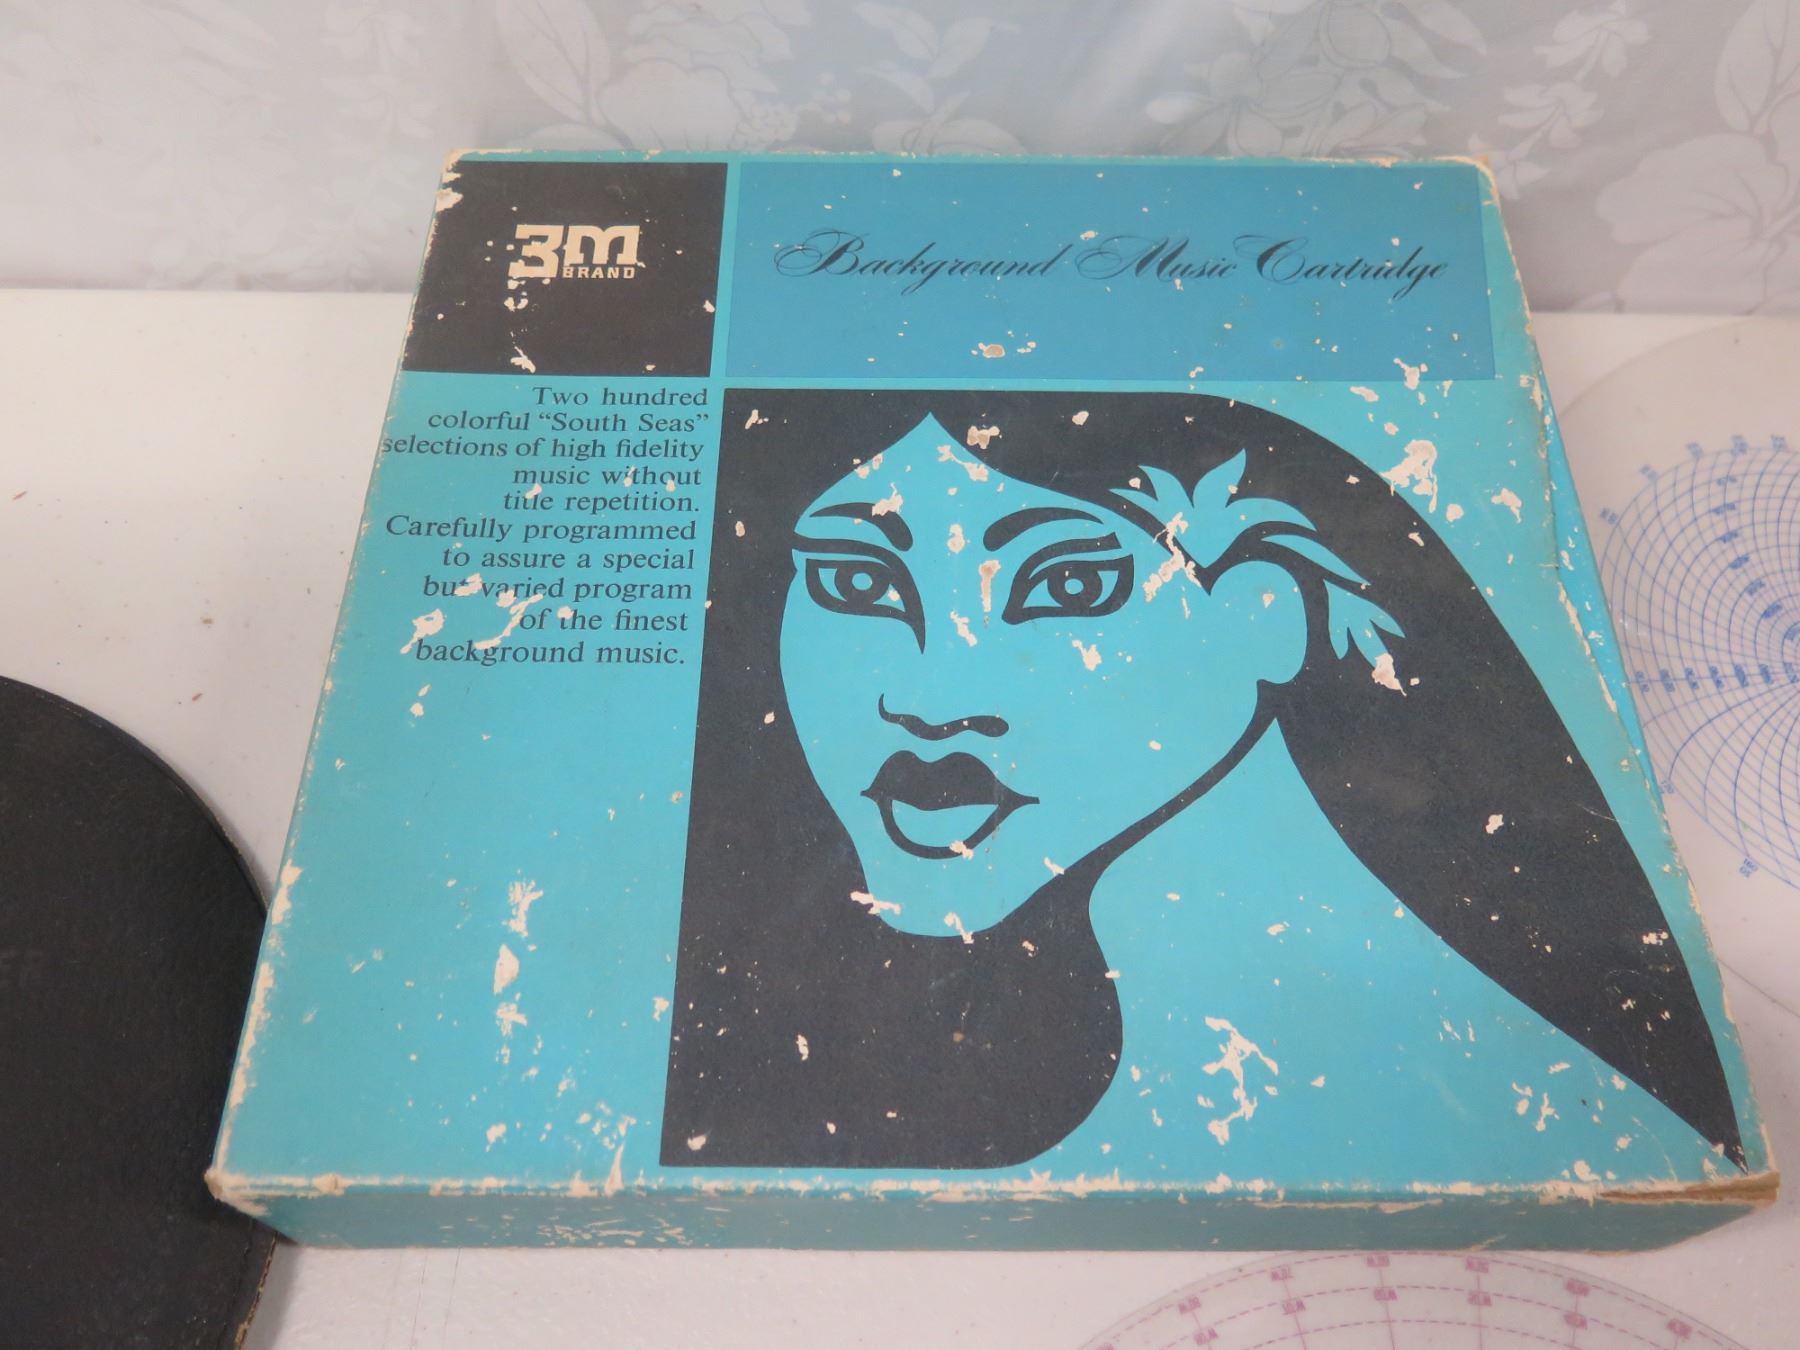 3M
BRAND
Background Music Cartridge
Two hundred
colorful “South Seas”
selections of high fidelity
music without
title repetition.
Carefully programmed
to assure a special
but varied program
of the finest
background music.